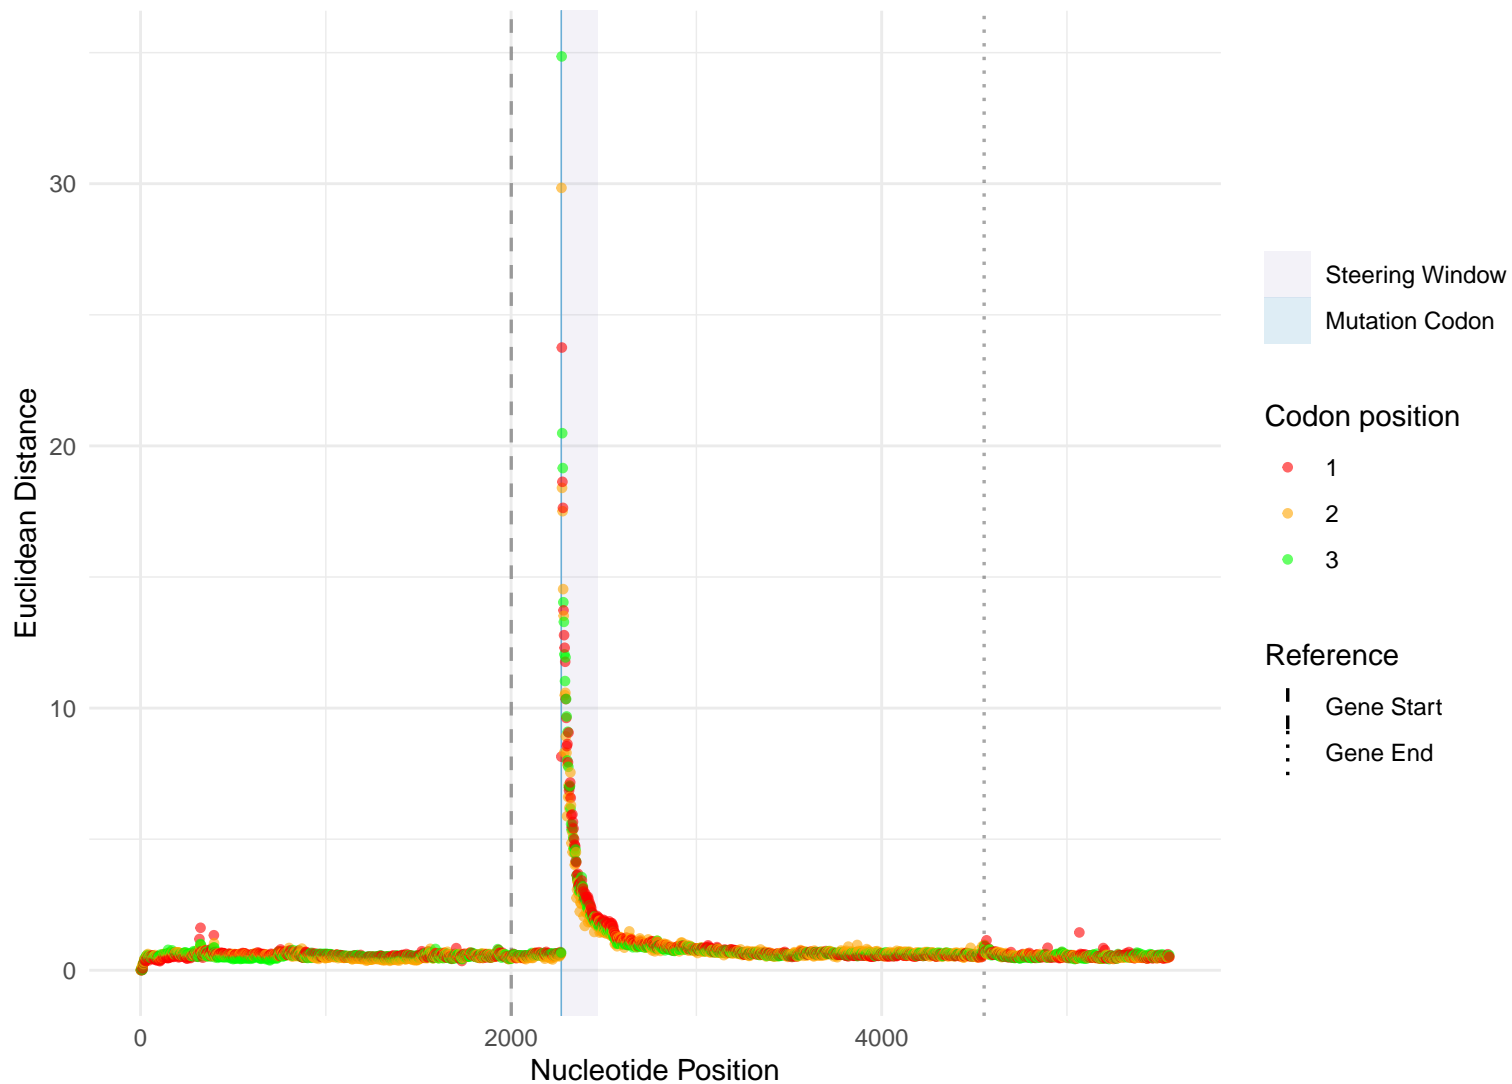 30
20
10
0
Euclidean Distance
0
2000
4000
Nucleotide Position
Steering Window
Mutation Codon
Codon position
1
2
3
Reference
Gene Start
Gene End